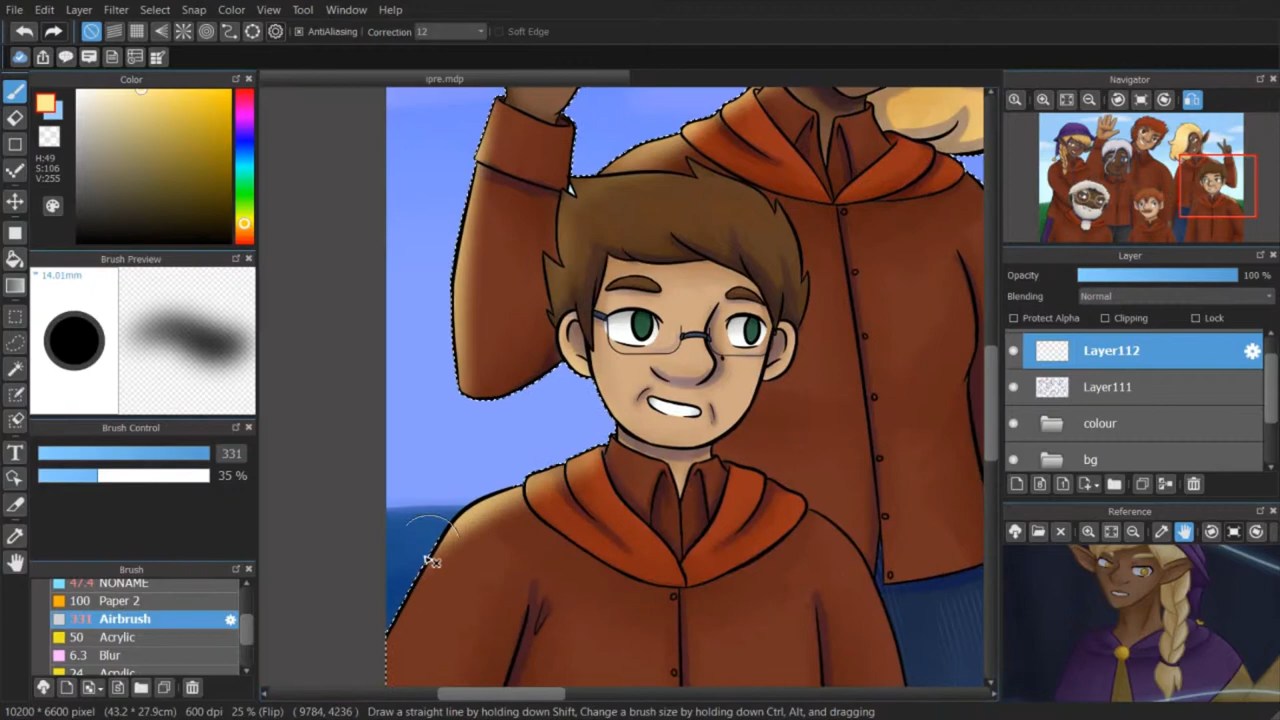 File Edit Layer Filter Select Snap Color View Tool Window Help
AntiAliasing Correction 12 Soft Edge
Color
ipre.mdp
Navigator
H:49
S:106
V:255
Brush Preview
* 14.01mm
Layer
Opacity 100 %
Blending Normal
Protect Alpha Clipping Lock
Layer112
Layer111
colour
bg
Brush Control
331
35 %
Reference
Brush
47.4 NONAME
100 Paper 2
331 Airbrush
50 Acrylic
6.3 Blur
24 Acrylic
10200 * 6600 pixel (43.2 * 27.9cm) 600 dpi 25 % (Flip) ( 9784, 4236 ) Draw a straight line by holding down Shift, Change a brush size by holding down Ctrl, Alt, and dragging